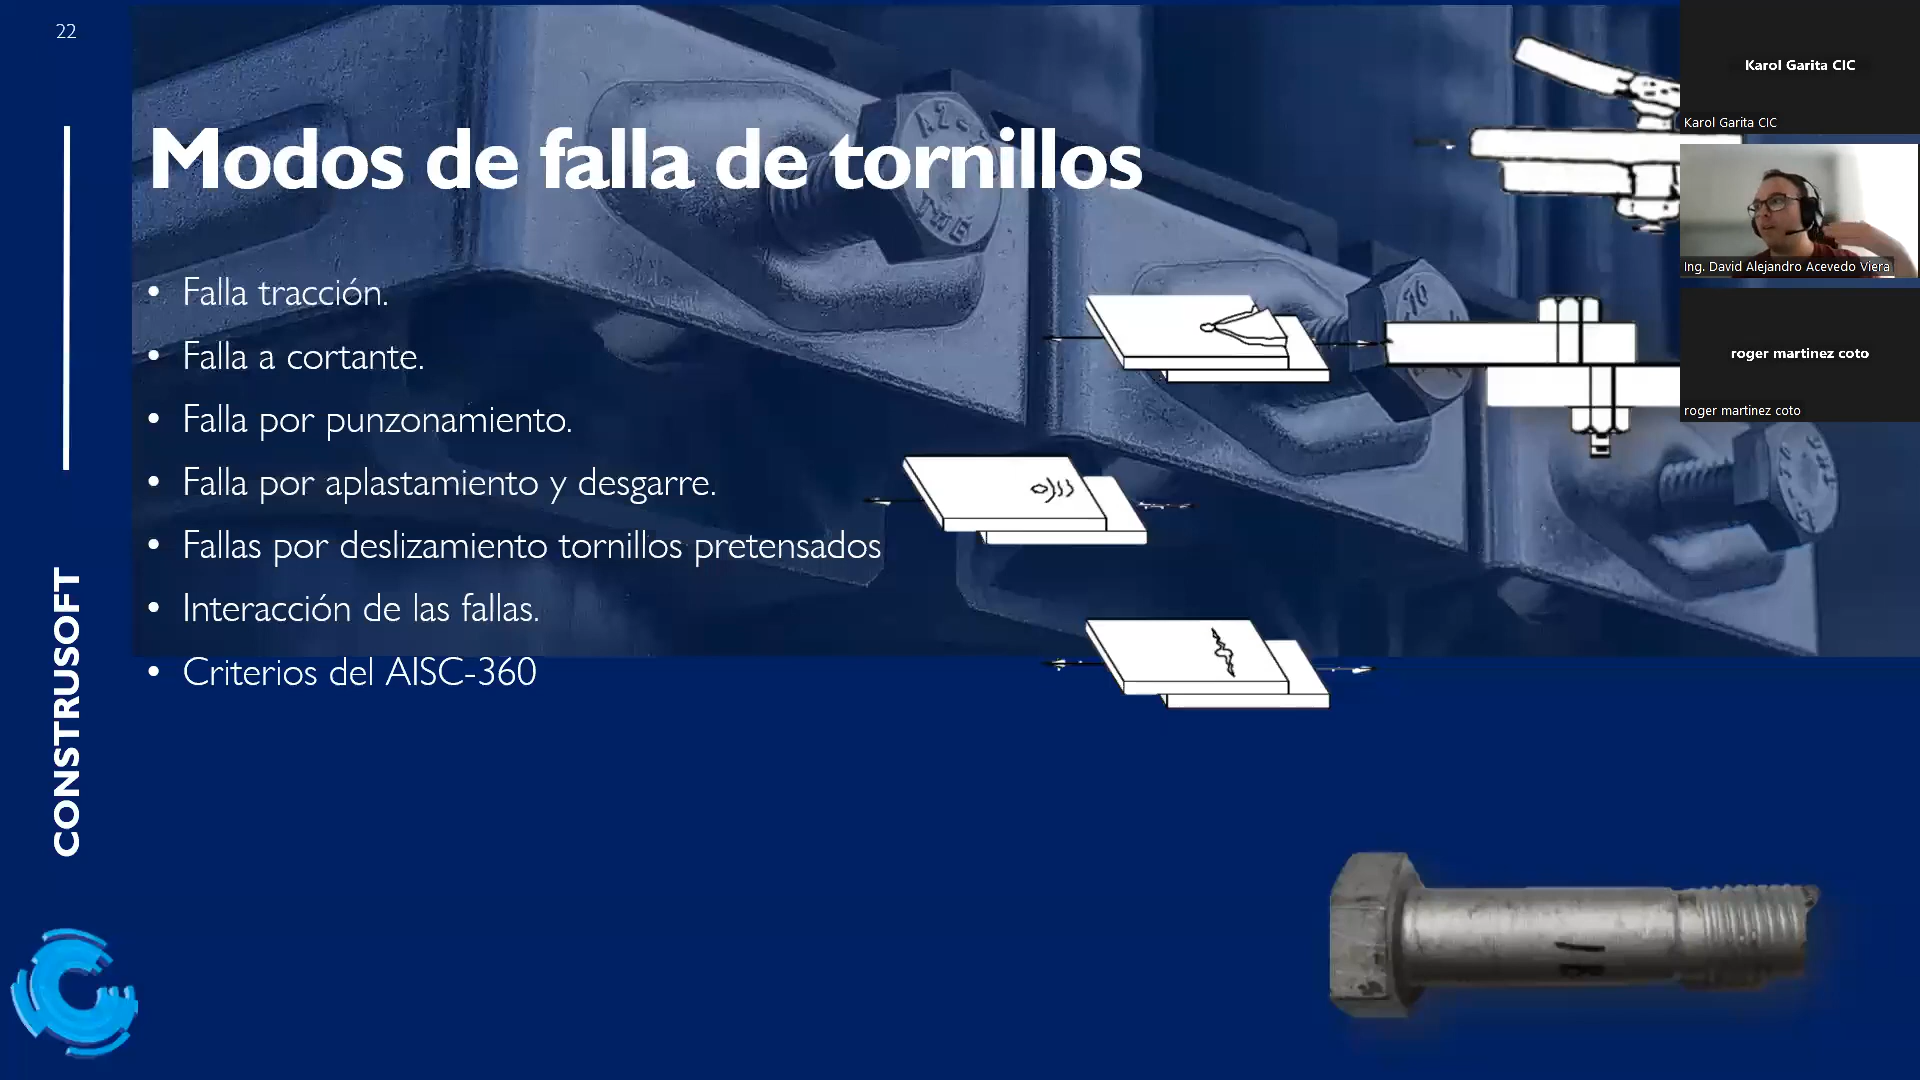 22
Modos de falla de tornillos
• Falla tracción.
• Falla a cortante.
• Falla por punzonamiento.
• Falla por aplastamiento y desgarre.
• Fallas por deslizamiento tornillos pretensados
• Interacción de las fallas.
• Criterios del AISC-360
CONSTRUSOFT
Karol Garita CIC
Karol Garita CIC
Ing. David Alejandro Acevedo Viera
roger martinez coto
roger martinez coto